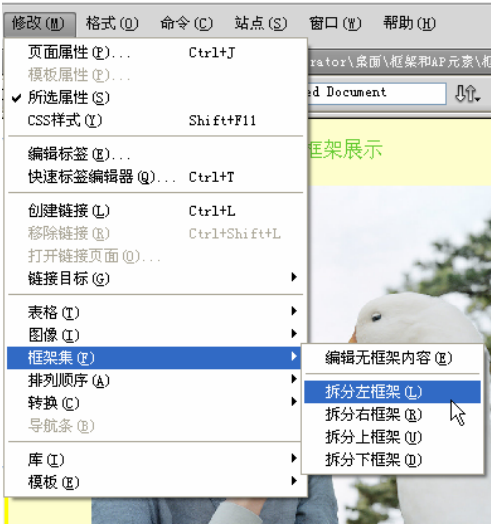 修改(M) 格式(O) 命令(C) 站点(S) 窗口(W) 帮助(H)
页面属性(P)... Ctrl+J
rator\桌面\框架和AP元素\框
模板属性(P)...
✓ 所选属性(S)
ed Document
CSS样式(Y) Shift+F11
框架展示
编辑标签(E)...
快速标签编辑器(Q)... Ctrl+T
创建链接(L) Ctrl+L
移除链接(R) Ctrl+Shift+L
打开链接页面(O)...
链接目标(G)
表格(T)
图像(I)
框架集(F)
编辑无框架内容(E)
排列顺序(A)
拆分左框架(L)
转换(C)
拆分右框架(R)
导航条(B)
拆分上框架(U)
库(I)
拆分下框架(D)
模板(E)